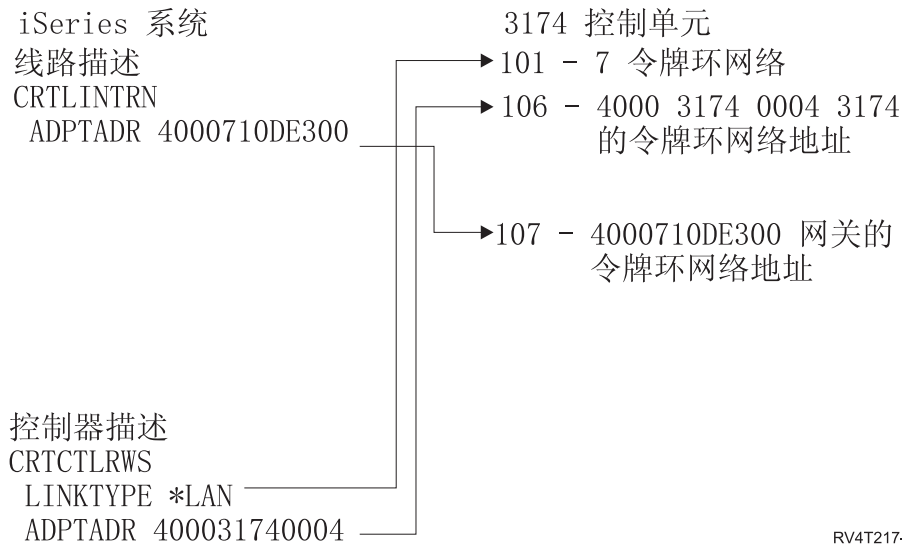 iSeries 系统
线路描述
CRTLINTRN
ADPTADR 4000710DE300
3174 控制单元
101 - 7 令牌环网络
106 - 4000 3174 0004 3174
的令牌环网络地址
107 - 4000710DE300 网关的
令牌环网络地址
控制器描述
CRTCTLRWS
LINKTYPE *LAN
ADPTADR 400031740004
RV4T217-